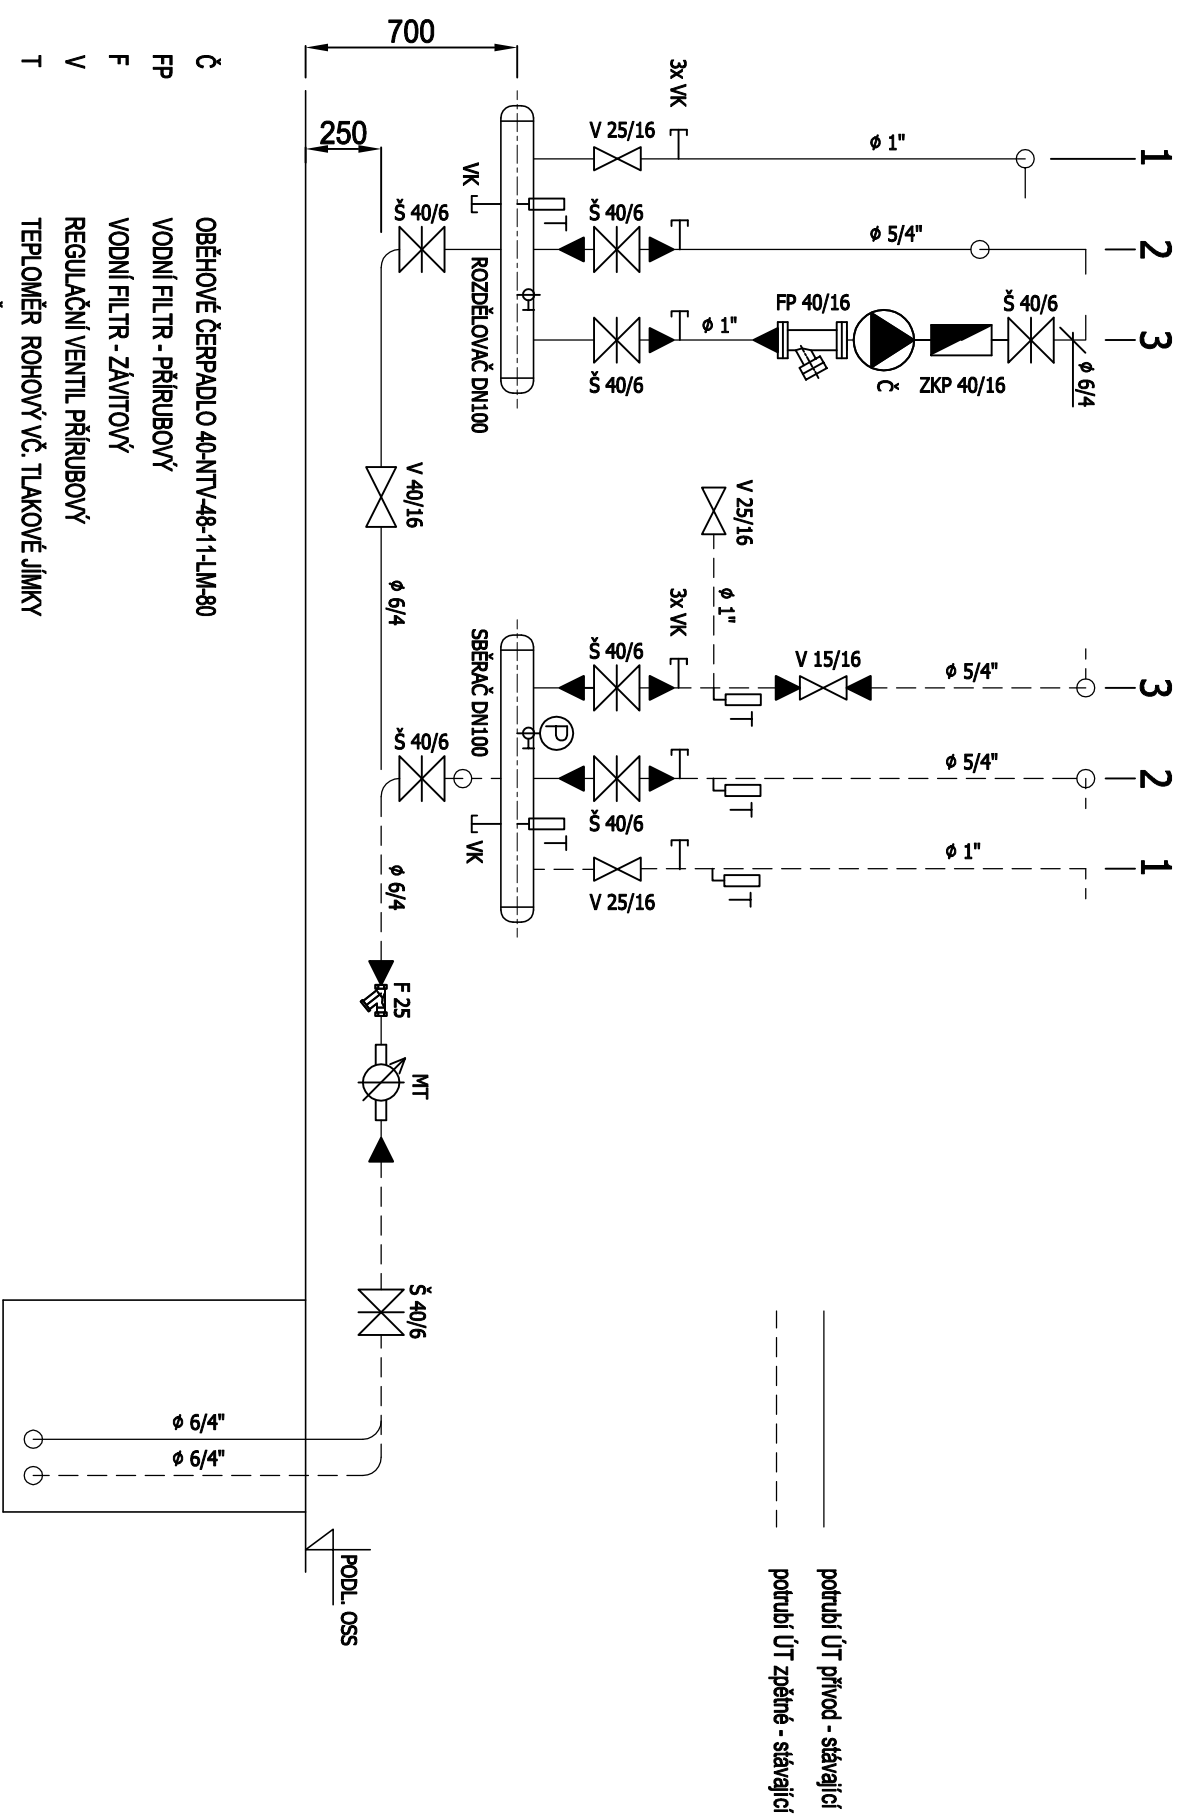 1
2
3
3
2
1
ø 1"
ø 5/4"
3x VK
V 25/16
Š 40/6
ø 1"
FP 40/16
Š 40/6
ZKP 40/16
Č
ø 6/4
Š 40/6
VK
Š 40/6
ROZDĚLOVAČ DN100
700
250
V 40/16
ø 6/4
V 25/16
ø 1"
3x VK
Š 40/6
V 15/16
ø 5/4"
T
SBĚRAČ DN100
P
ø 5/4"
T
Š 40/6
ø 1"
T
V 25/16
T
T
VK
Š 40/6
ø 6/4
F 25
MT
Š 40/6
ø 6/4"
ø 6/4"
PODL. OSS
potrubí ÚT přívod - stávající
potrubí ÚT zpětné - stávající
Č OBĚHOVÉ ČERPADLO 40-NTV-48-11-LM-80
FP VODNÍ FILTR - PŘÍRUBOVÝ
F VODNÍ FILTR - ZÁVITOVÝ
V REGULAČNÍ VENTIL PŘÍRUBOVÝ
T TEPLOMĚR ROHOVÝ VČ. TLAKOVÉ JÍMKY